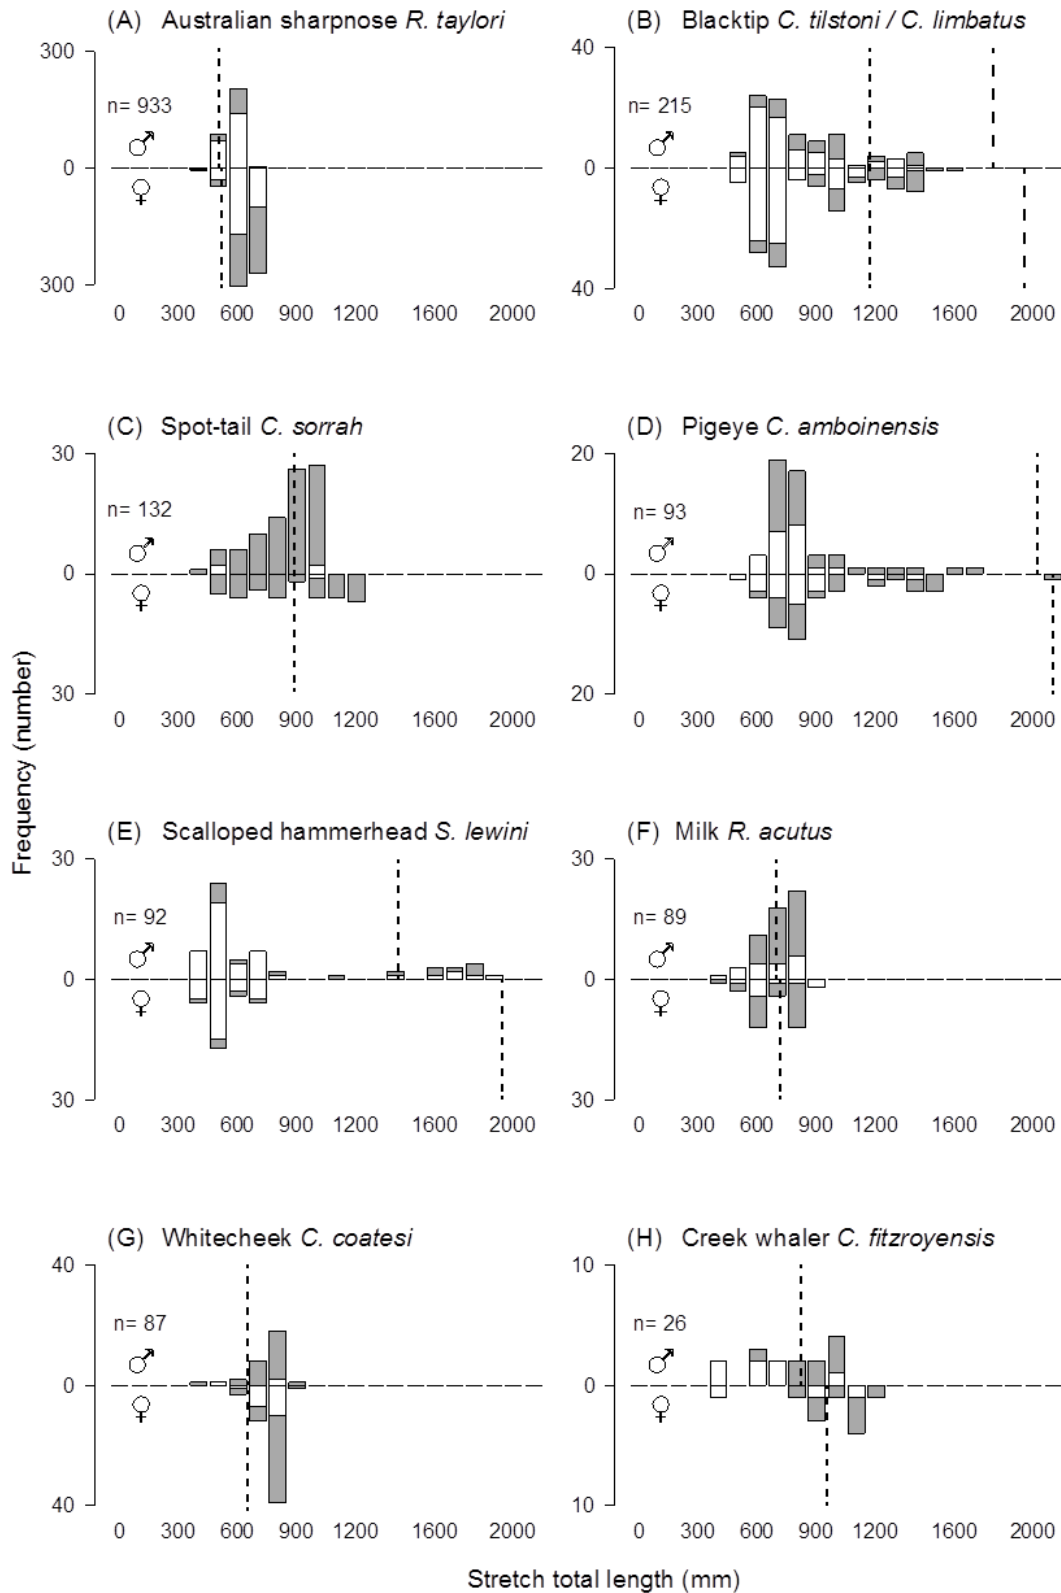 (A) Australian sharpnose R. taylori
300
n= 933
♂
0
♀
300
0 300 600 900 1200 1600 2000
(B) Blacktip C. tilstoni / C. limbatus
40
n= 215
♂
0
♀
40
0 300 600 900 1200 1600 2000
(C) Spot-tail C. sorrah
30
n= 132
♂
0
♀
30
0 300 600 900 1200 1600 2000
(D) Pigeye C. amboinensis
20
n= 93
♂
0
♀
20
0 300 600 900 1200 1600 2000
Frequency (number)
(E) Scalloped hammerhead S. lewini
30
n= 92
♂
0
♀
30
0 300 600 900 1200 1600 2000
(F) Milk R. acutus
30
n= 89
♂
0
♀
30
0 300 600 900 1200 1600 2000
(G) Whitecheek C. coatesi
40
n= 87
♂
0
♀
40
0 300 600 900 1200 1600 2000
(H) Creek whaler C. fitzroyensis
10
n= 26
♂
0
♀
10
0 300 600 900 1200 1600 2000
Stretch total length (mm)